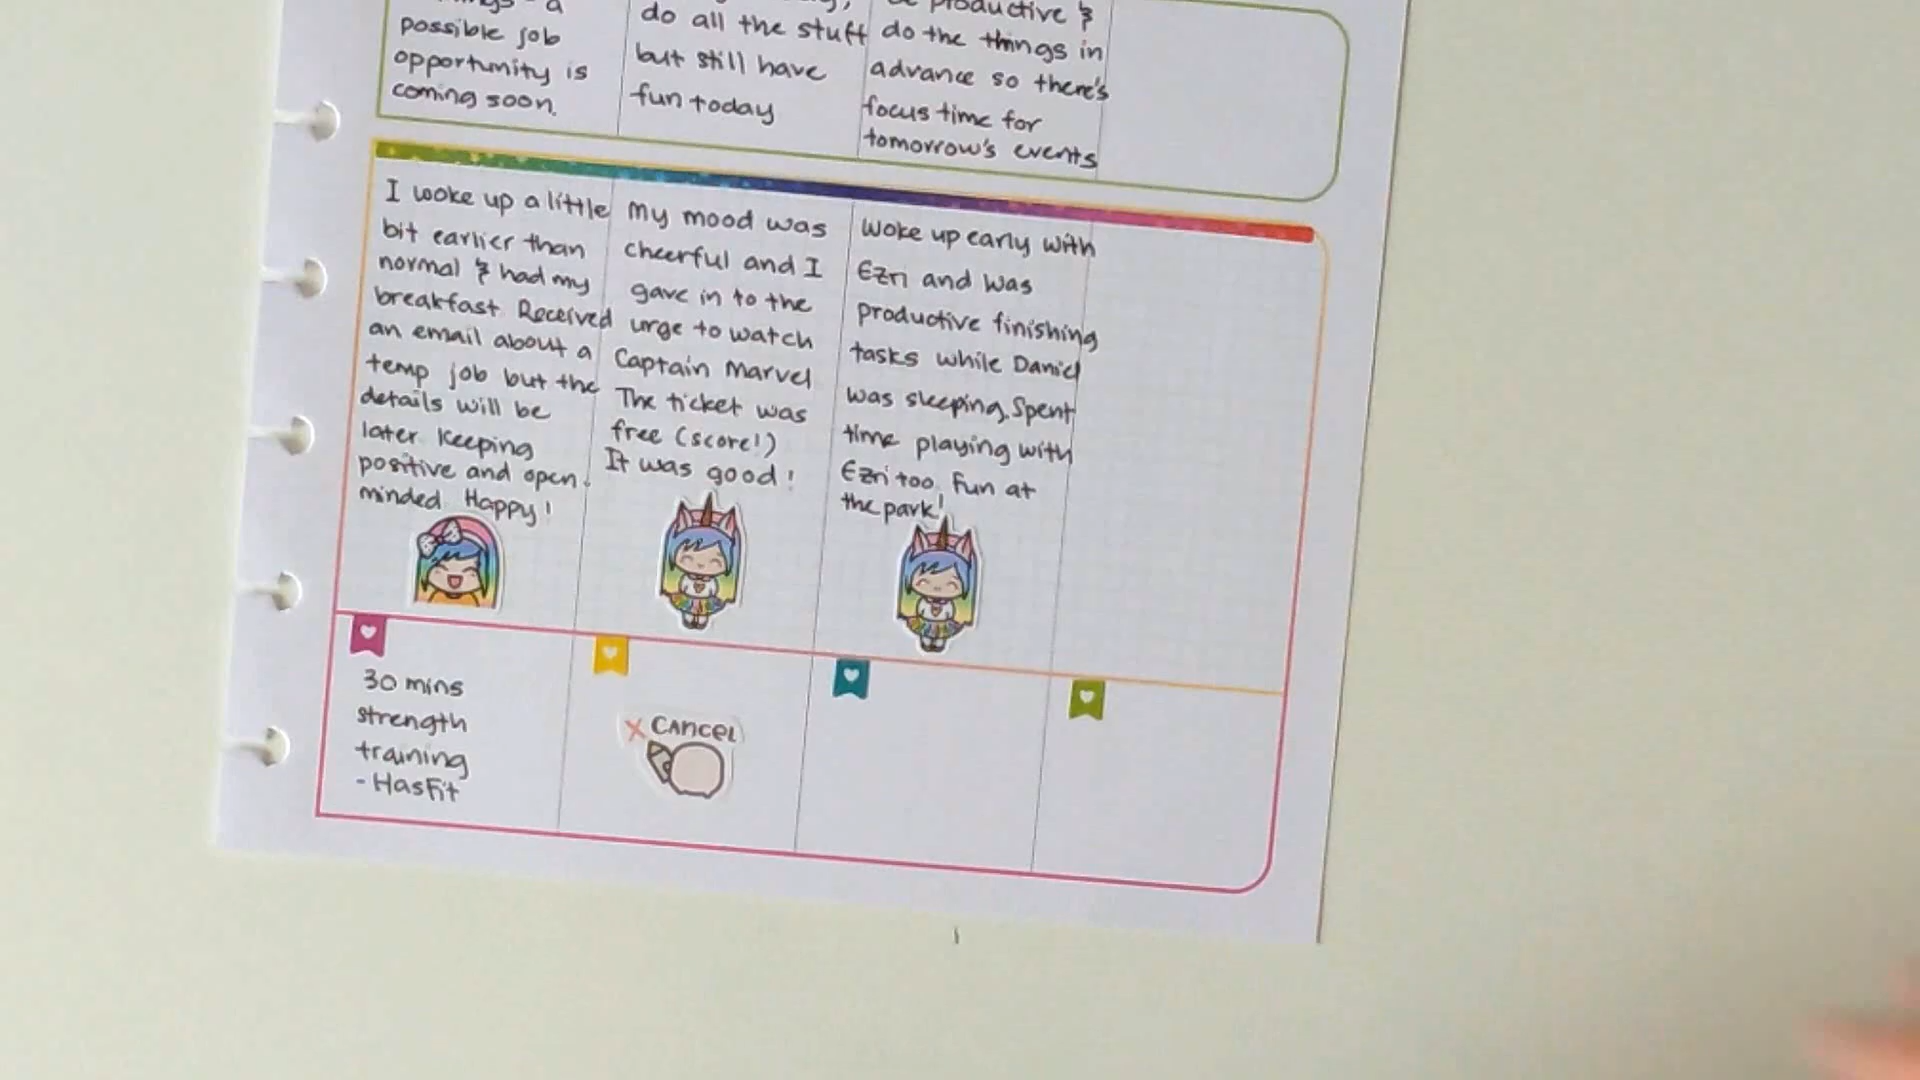 a
possible job
opportunity is
coming soon.
do all the stuff
but still have
fun today
productive &
do the things in
advance so there's
focus time for
tomorrow's events
I woke up a little
bit earlier than
normal & had my
breakfast Received
an email about a
temp job but the
details will be
later. Keeping
positive and open
minded. Happy!
My mood was
cheerful and I
gave in to the
urge to watch
Captain Marvel
The ticket was
free (score!)
It was good!
Woke up early with
Ezri and was
productive finishing
tasks while Daniel
was sleeping. Spent
time playing with
Ezri too. Fun at
the park!
30 mins
strength
training
- HasFit
X CANCEL